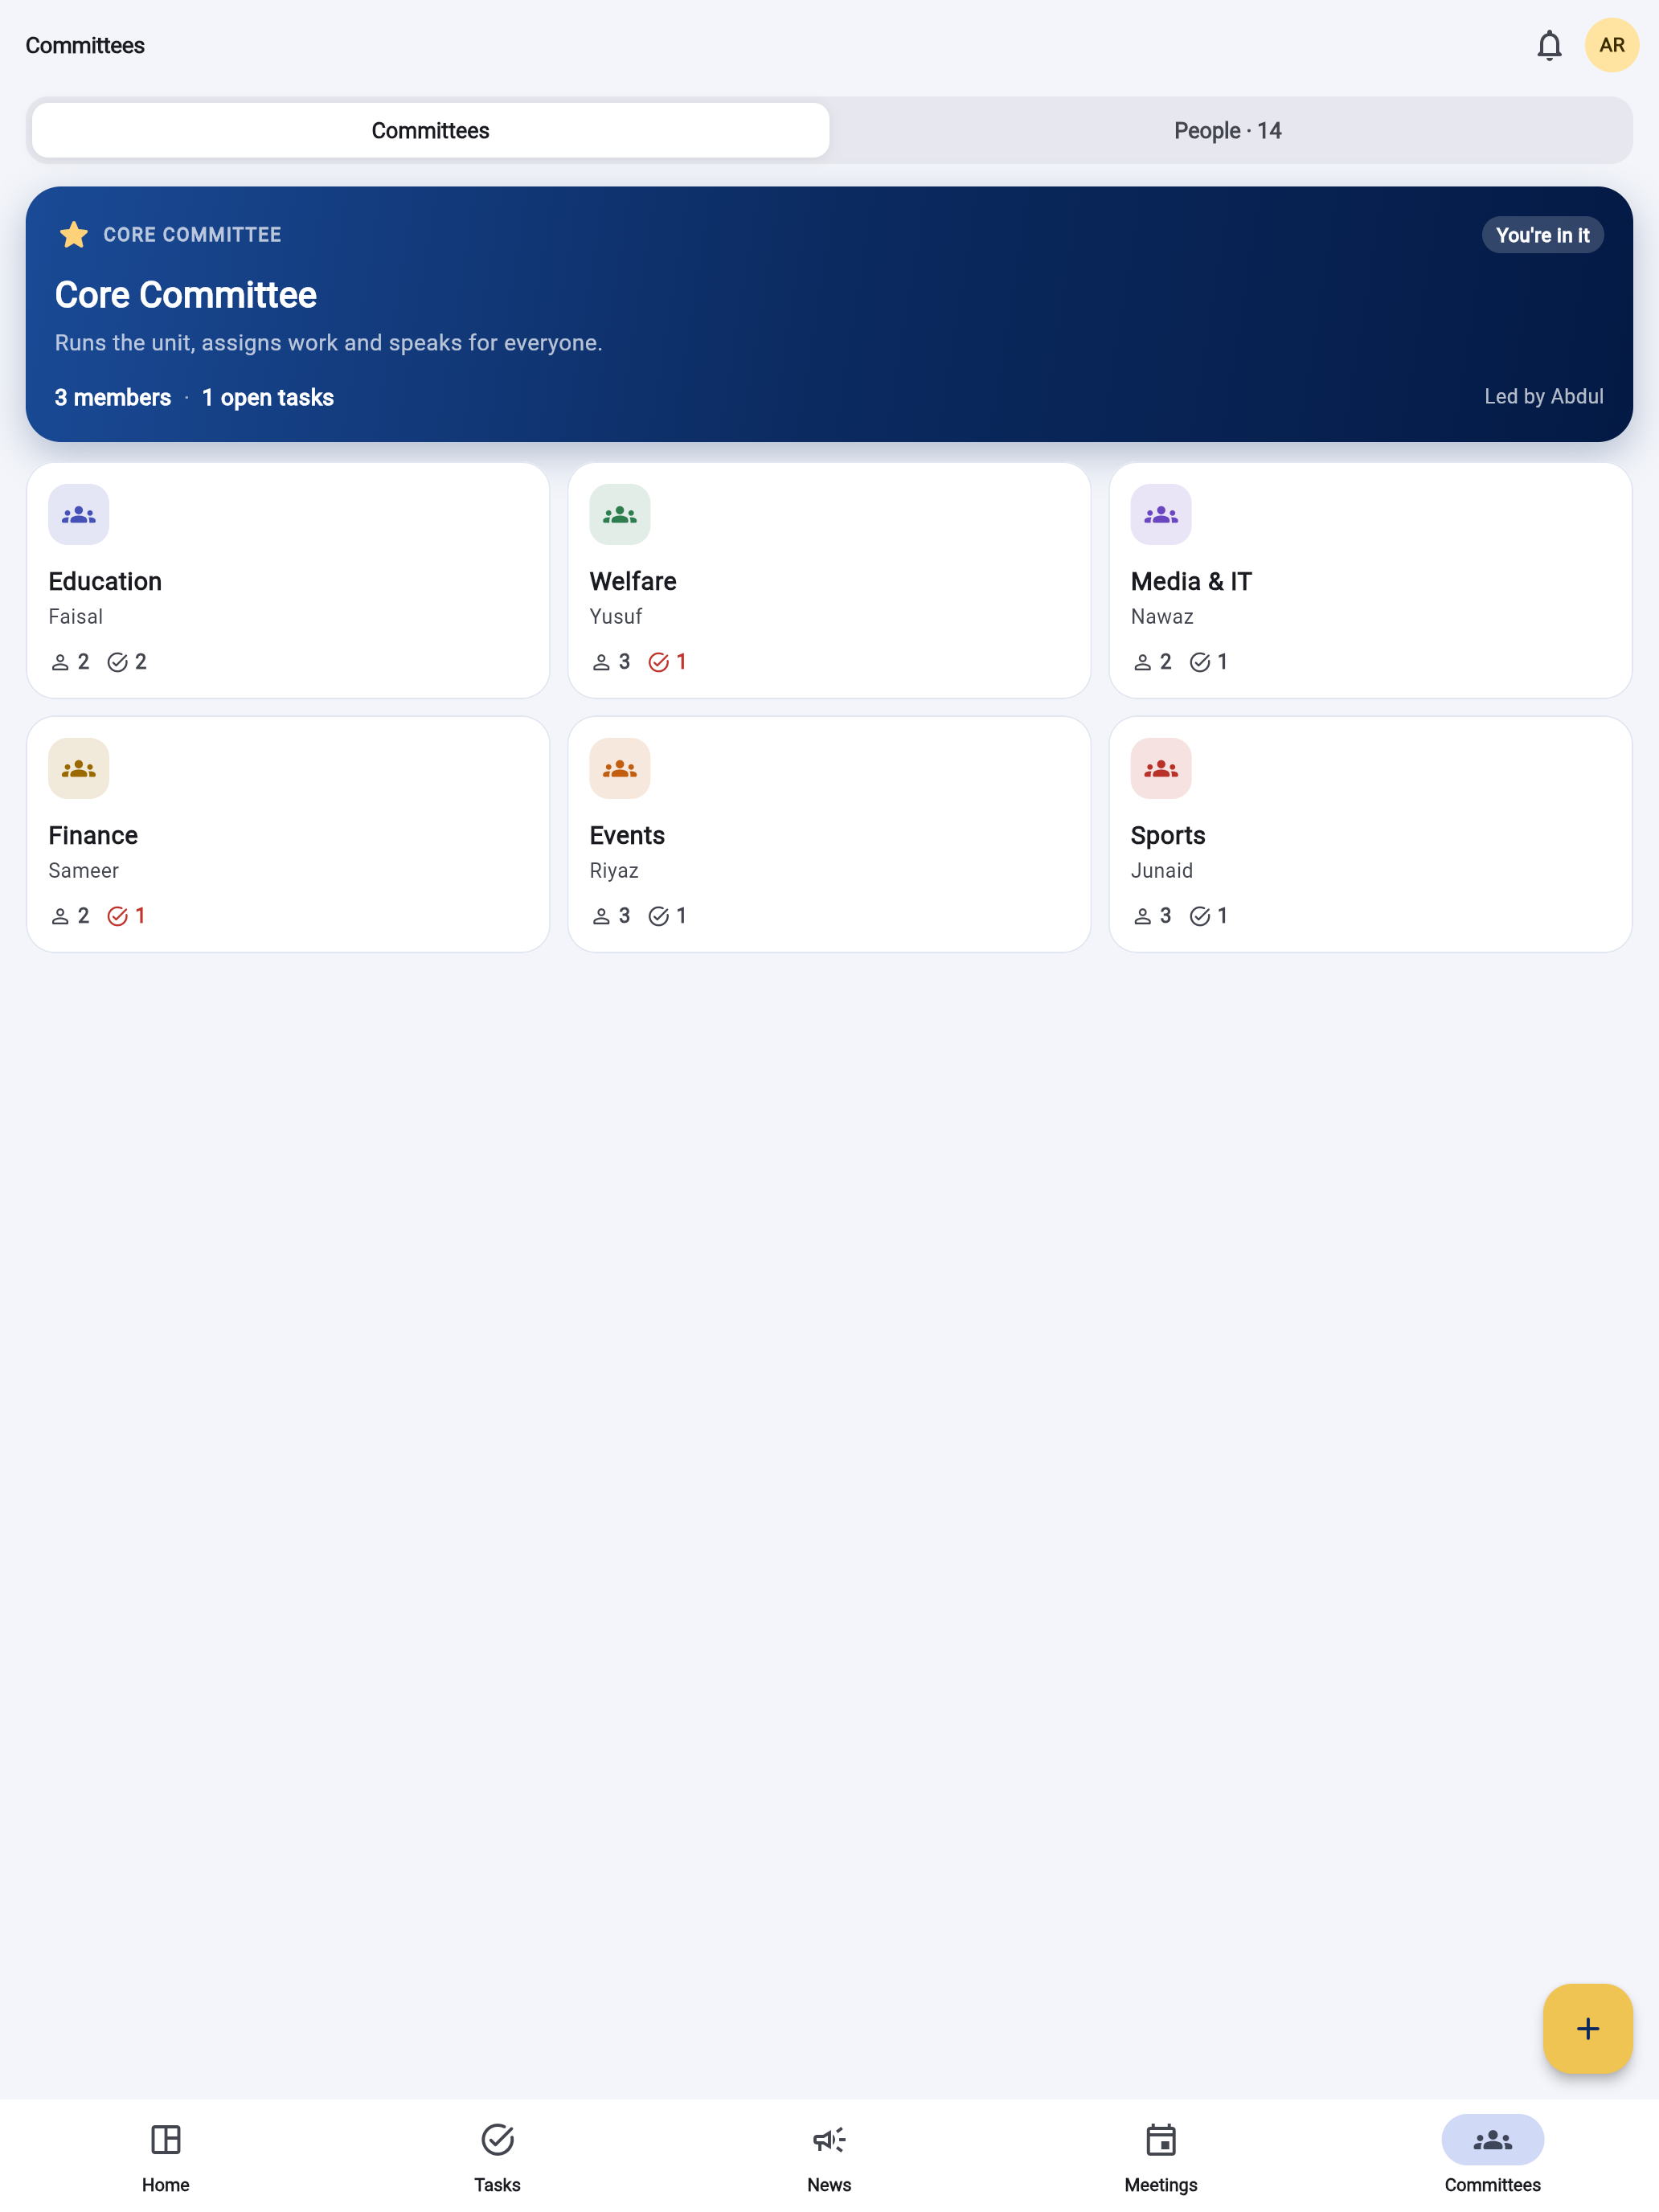 Committees
AR
Committees
People · 14
CORE COMMITTEE
You're in it
Core Committee
Runs the unit, assigns work and speaks for everyone.
3 members · 1 open tasks
Led by Abdul
Education
Faisal
2 2
Welfare
Yusuf
3 1
Media & IT
Nawaz
2 1
Finance
Sameer
2 1
Events
Riyaz
3 1
Sports
Junaid
3 1
Home
Tasks
News
Meetings
Committees